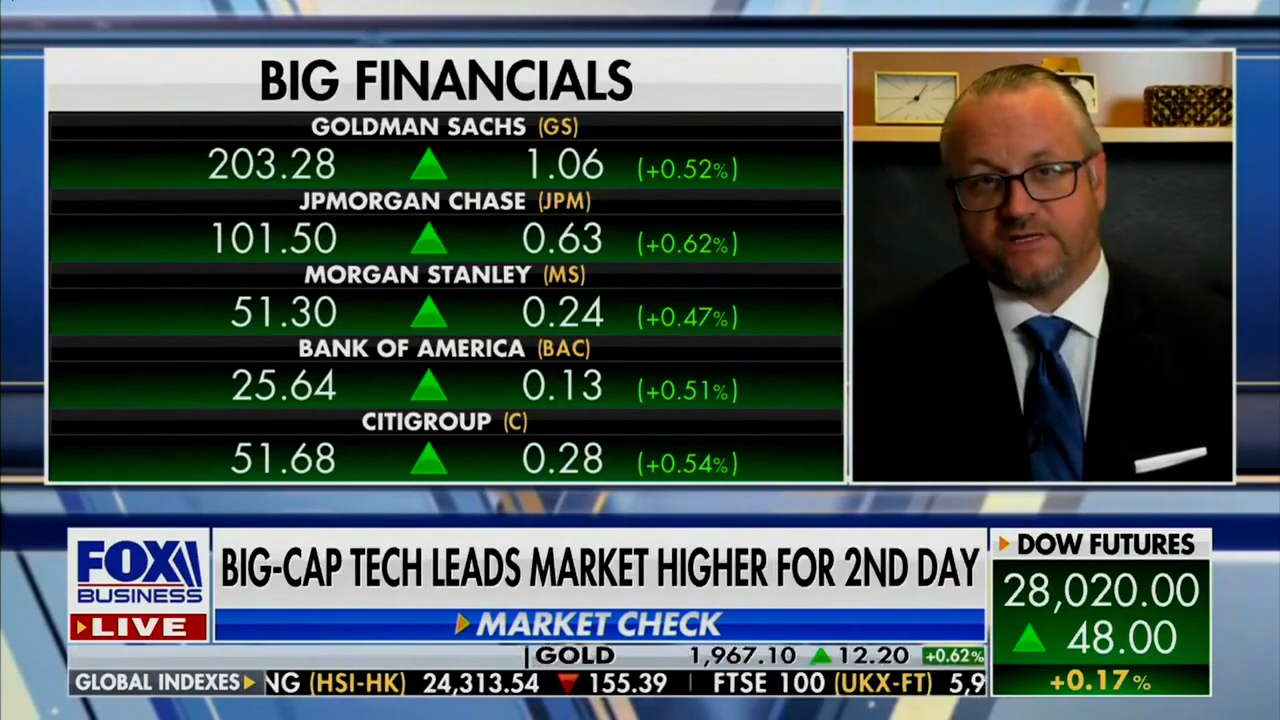 BIG FINANCIALS
GOLDMAN SACHS (GS)
203.28 ▲ 1.06 (+0.52%)
JPMORGAN CHASE (JPM)
101.50 ▲ 0.63 (+0.62%)
MORGAN STANLEY (MS)
51.30 ▲ 0.24 (+0.47%)
BANK OF AMERICA (BAC)
25.64 ▲ 0.13 (+0.51%)
CITIGROUP (C)
51.68 ▲ 0.28 (+0.54%)
FOX
BUSINESS
LIVE
BIG-CAP TECH LEADS MARKET HIGHER FOR 2ND DAY
MARKET CHECK
DOW FUTURES
28,020.00
▲ 48.00
+0.17%
GOLD 1,967.10 ▲ 12.20 +0.62%
GLOBAL INDEXES NG (HSI-HK) 24,313.54 ▼ 155.39 | FTSE 100 (UKX-FT) 5,9